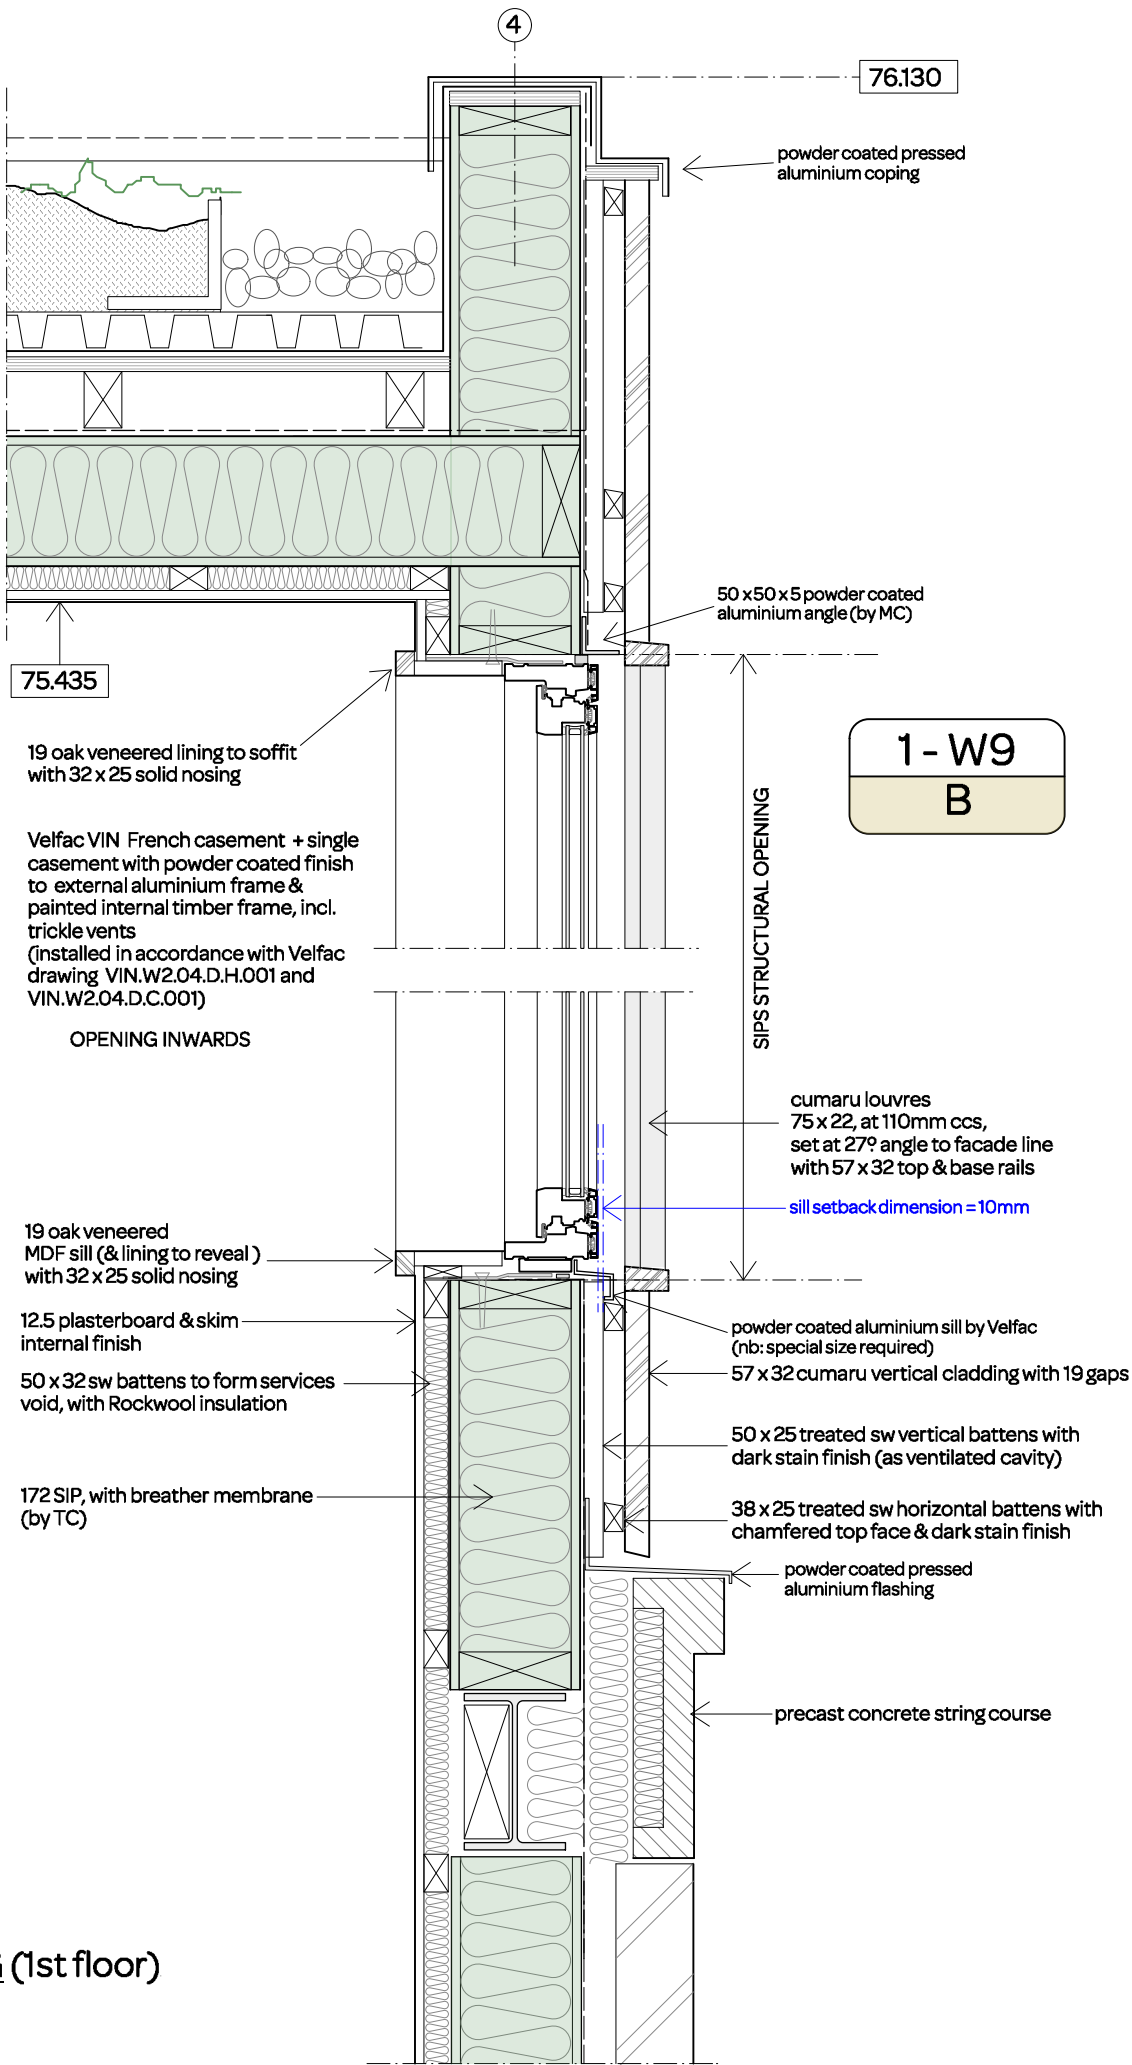 4
76.130
powder coated pressed
aluminium coping
50 x 50 x 5 powder coated
aluminium angle (by MC)
75.435
19 oak veneered lining to soffit
with 32 x 25 solid nosing
1 - W9
B
SIPS STRUCTURAL OPENING
Velfac VIN French casement + single
casement with powder coated finish
to external aluminium frame &
painted internal timber frame, incl.
trickle vents
(installed in accordance with Velfac
drawing VIN.W2.04.D.H.001 and
VIN.W2.04.D.C.001)
OPENING INWARDS
cumaru louvres
75 x 22, at 110mm ccs,
set at 27º angle to facade line
with 57 x 32 top & base rails
sill setback dimension = 10mm
19 oak veneered
MDF sill (& lining to reveal )
with 32 x 25 solid nosing
12.5 plasterboard & skim
internal finish
powder coated aluminium sill by Velfac
(nb: special size required)
57 x 32 cumaru vertical cladding with 19 gaps
50 x 32 sw battens to form services
void, with Rockwool insulation
50 x 25 treated sw vertical battens with
dark stain finish (as ventilated cavity)
172 SIP, with breather membrane
(by TC)
38 x 25 treated sw horizontal battens with
chamfered top face & dark stain finish
powder coated pressed
aluminium flashing
precast concrete string course
(1st floor)